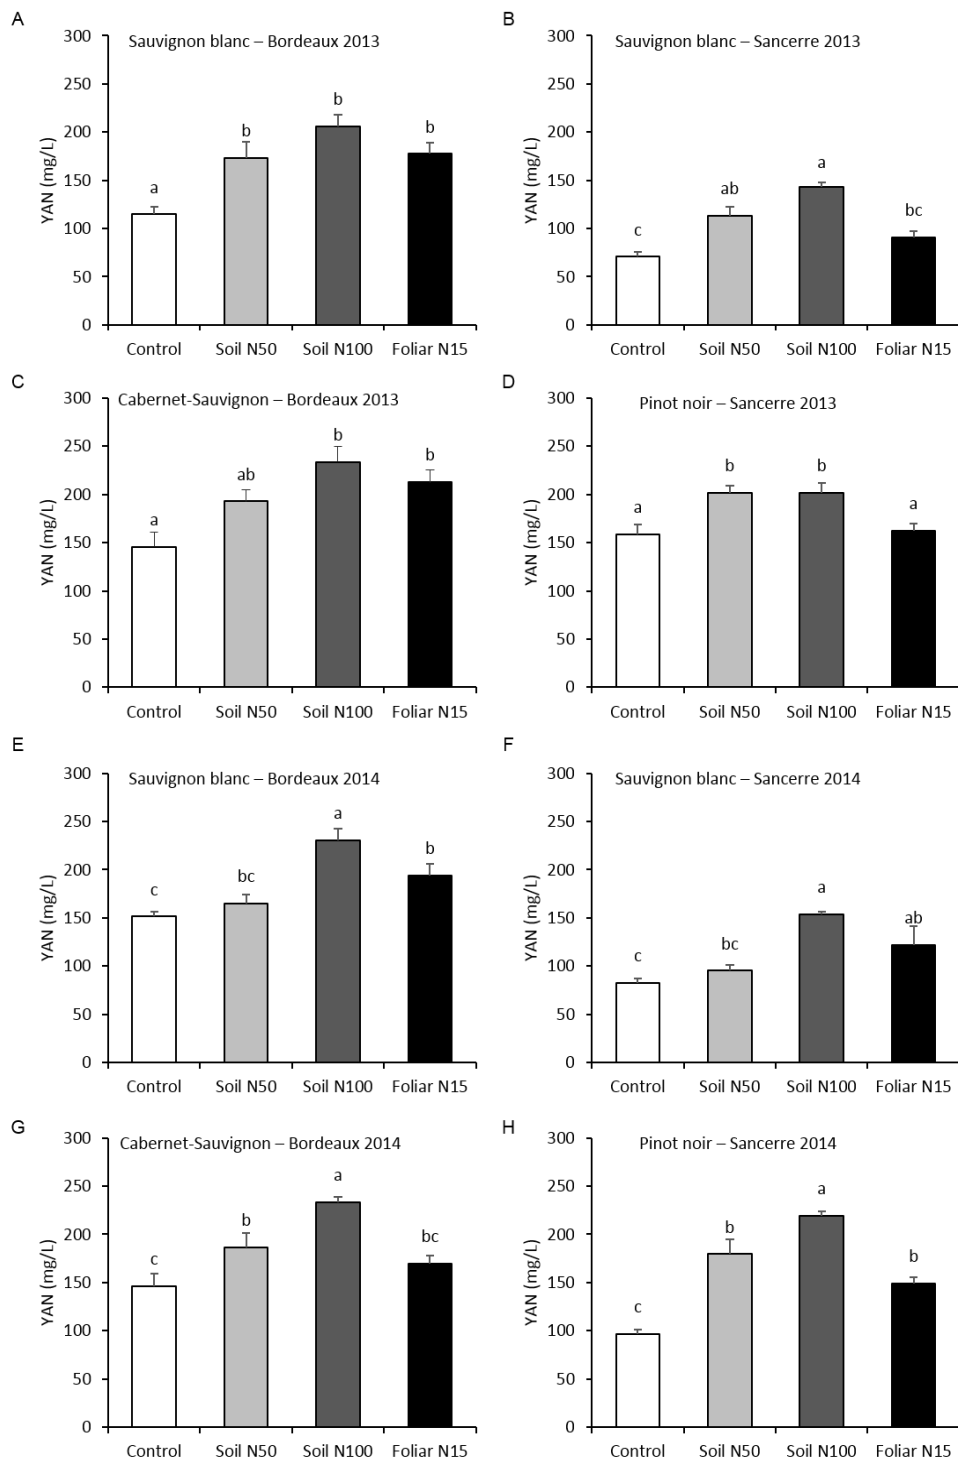 A
Sauvignon blanc – Bordeaux 2013
YAN (mg/L)
300
250
200
150
100
50
0
a
b
b
b
Control Soil N50 Soil N100 Foliar N15
B
Sauvignon blanc – Sancerre 2013
YAN (mg/L)
300
250
200
150
100
50
0
c
ab
a
bc
Control Soil N50 Soil N100 Foliar N15
C
Cabernet-Sauvignon – Bordeaux 2013
YAN (mg/L)
300
250
200
150
100
50
0
a
ab
b
b
Control Soil N50 Soil N100 Foliar N15
D
Pinot noir – Sancerre 2013
YAN (mg/L)
300
250
200
150
100
50
0
a
b
b
a
Control Soil N50 Soil N100 Foliar N15
E
Sauvignon blanc – Bordeaux 2014
YAN (mg/L)
300
250
200
150
100
50
0
c
bc
a
b
Control Soil N50 Soil N100 Foliar N15
F
Sauvignon blanc – Sancerre 2014
YAN (mg/L)
300
250
200
150
100
50
0
c
bc
a
ab
Control Soil N50 Soil N100 Foliar N15
G
Cabernet-Sauvignon – Bordeaux 2014
YAN (mg/L)
300
250
200
150
100
50
0
c
b
a
bc
Control Soil N50 Soil N100 Foliar N15
H
Pinot noir – Sancerre 2014
YAN (mg/L)
300
250
200
150
100
50
0
c
b
a
b
Control Soil N50 Soil N100 Foliar N15